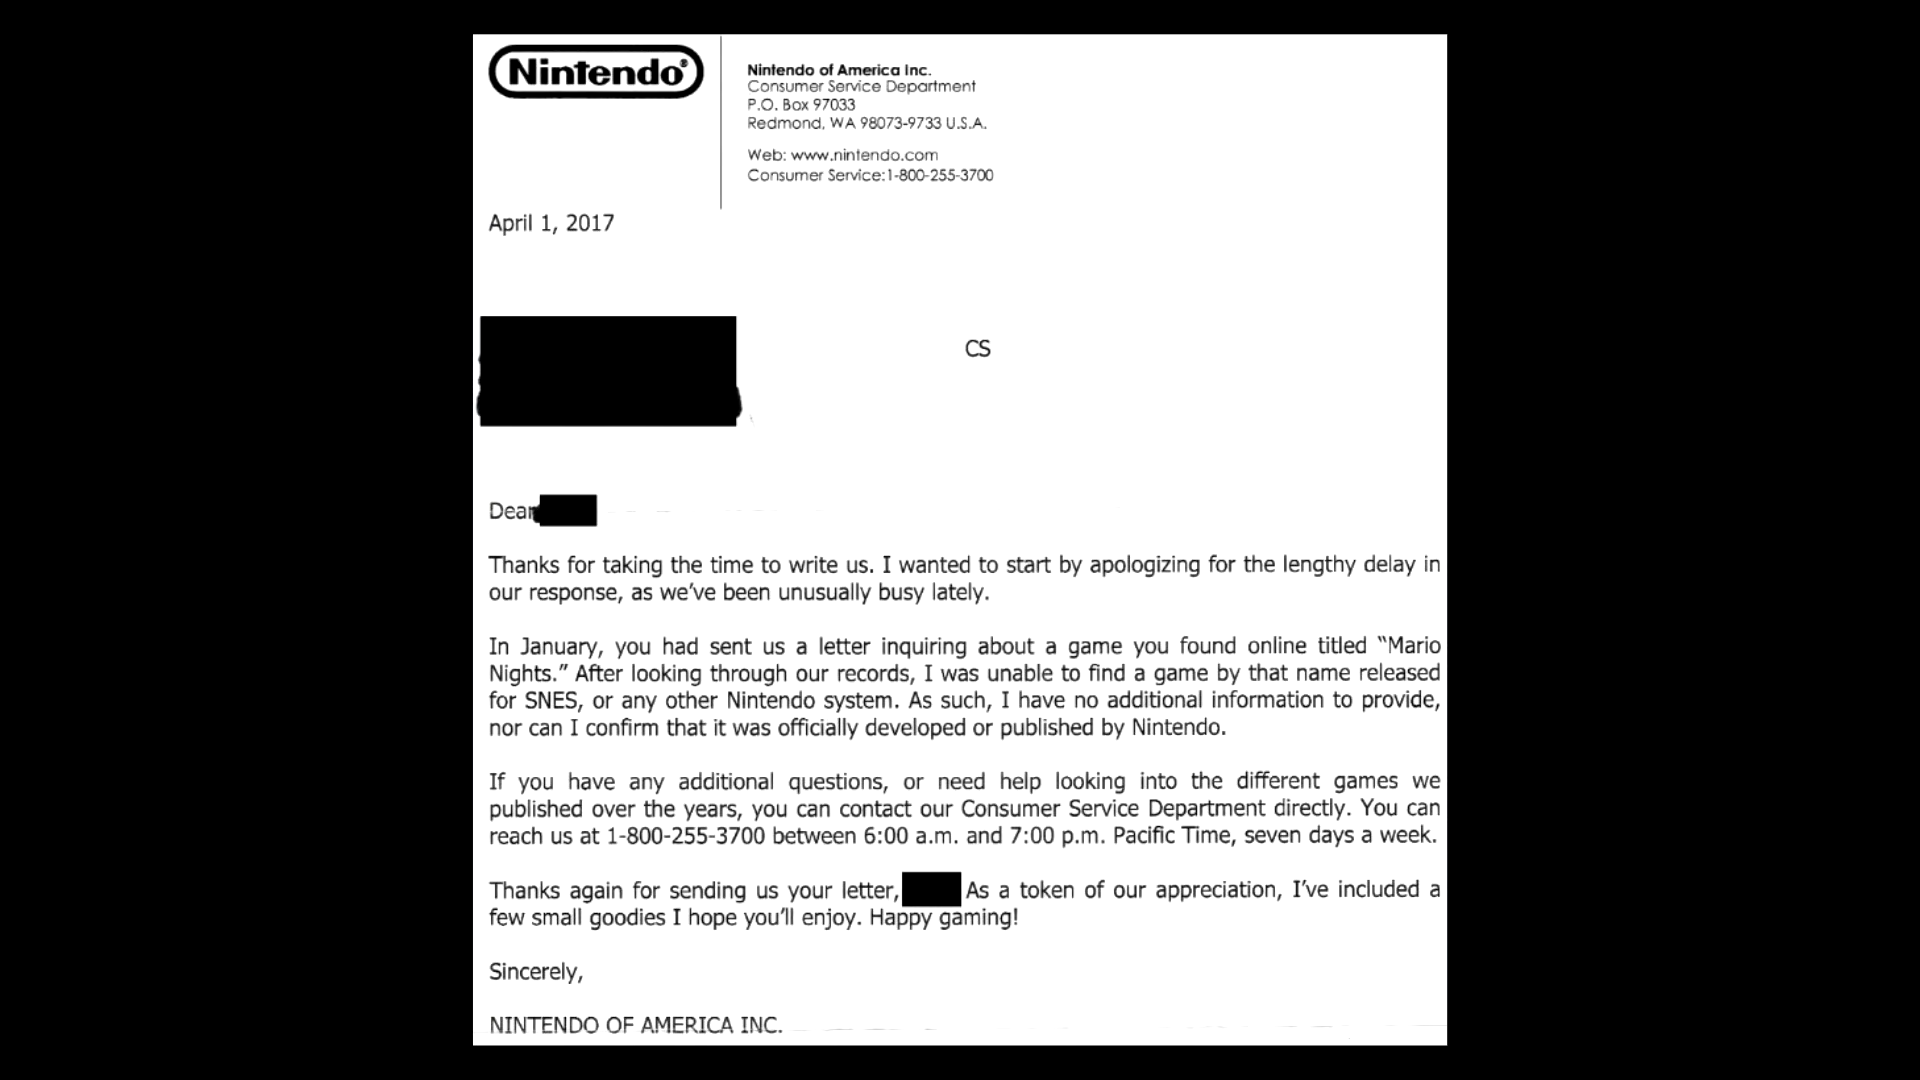 Nintendo®
Nintendo of America Inc.
Consumer Service Department
P.O. Box 97033
Redmond, WA 98073-9733 U.S.A.
Web: www.nintendo.com
Consumer Service:1-800-255-3700
April 1, 2017
CS
Dear
Thanks for taking the time to write us. I wanted to start by apologizing for the lengthy delay in
our response, as we’ve been unusually busy lately.
In January, you had sent us a letter inquiring about a game you found online titled “Mario
Nights.” After looking through our records, I was unable to find a game by that name released
for SNES, or any other Nintendo system. As such, I have no additional information to provide,
nor can I confirm that it was officially developed or published by Nintendo.
If you have any additional questions, or need help looking into the different games we
published over the years, you can contact our Consumer Service Department directly. You can
reach us at 1-800-255-3700 between 6:00 a.m. and 7:00 p.m. Pacific Time, seven days a week.
Thanks again for sending us your letter, As a token of our appreciation, I’ve included a
few small goodies I hope you’ll enjoy. Happy gaming!
Sincerely,
NINTENDO OF AMERICA INC.